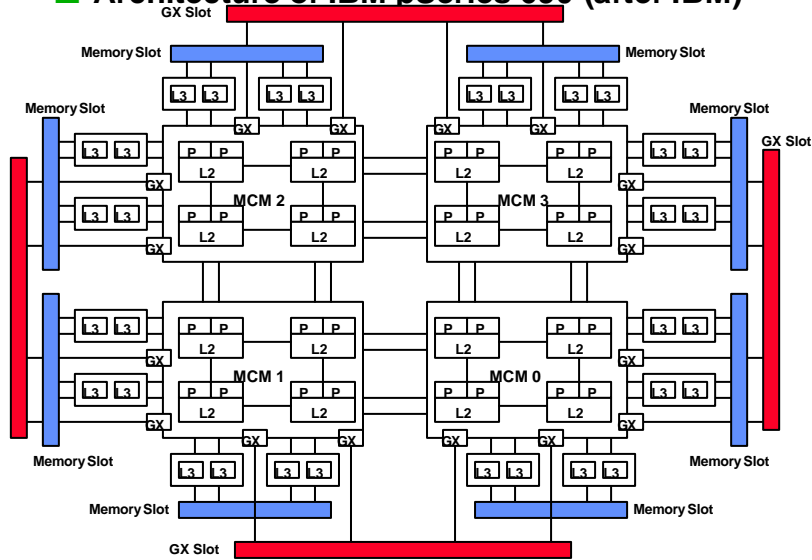 Architecture of IBM pSeries 690 (after IBM)
GX Slot
Memory Slot Memory Slot
L3 L3 L3 L3 L3 L3 L3 L3
Memory Slot Memory Slot
GX GX GX GX
GX Slot
L3 L3 P P P P P P P P L3 L3
L2 L2 L2 L2
GX GX
MCM 2 MCM 3
L3 L3 P P P P P P P P L3 L3
L2 L2 L2 L2
GX GX
L3 L3 P P P P P P P P L3 L3
L2 L2 L2 L2
GX GX
MCM 1 MCM 0
L3 L3 P P P P P P P P L3 L3
L2 L2 L2 L2
GX GX
GX GX GX GX
Memory Slot Memory Slot
L3 L3 L3 L3 L3 L3 L3 L3
Memory Slot Memory Slot
GX Slot